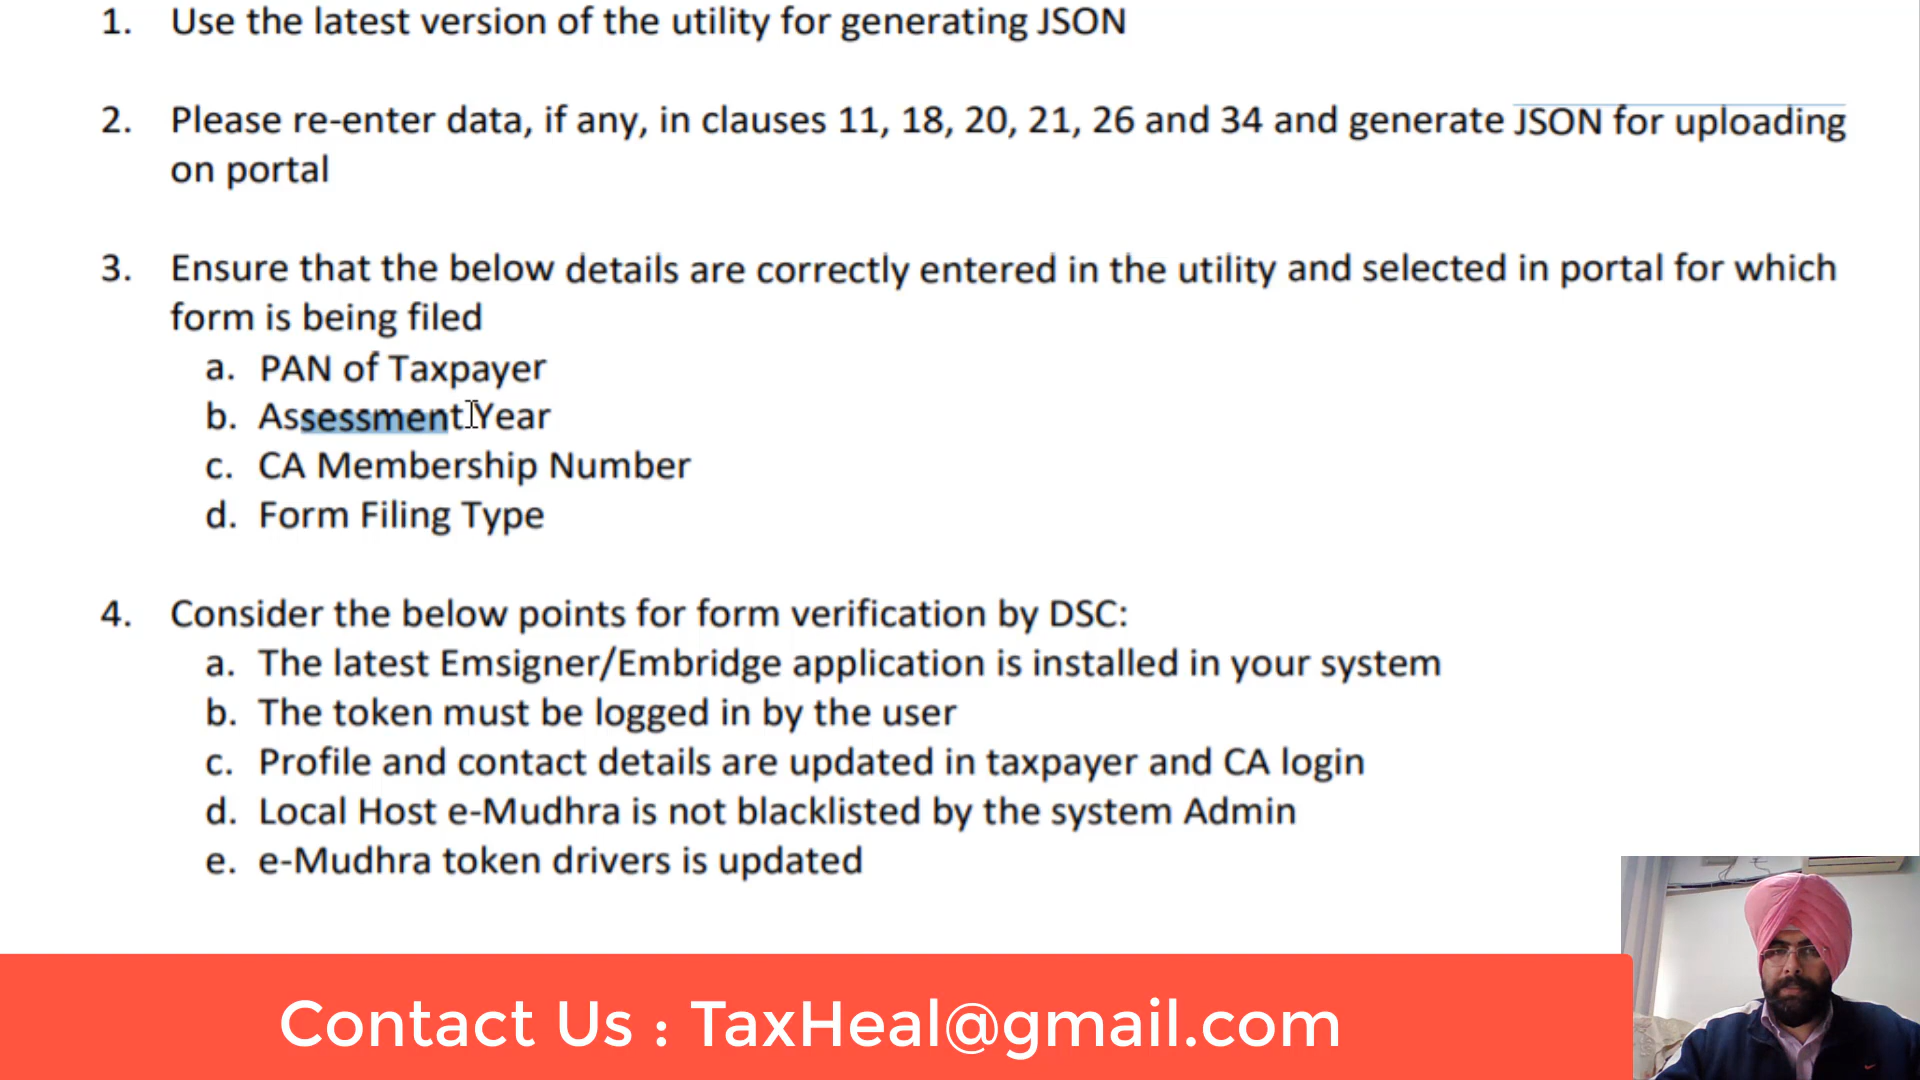 1. Use the latest version of the utility for generating JSON
2. Please re-enter data, if any, in clauses 11, 18, 20, 21, 26 and 34 and generate JSON for uploading
on portal
3. Ensure that the below details are correctly entered in the utility and selected in portal for which
form is being filed
a. PAN of Taxpayer
b. Assessment Year
c. CA Membership Number
d. Form Filing Type
4. Consider the below points for form verification by DSC:
a. The latest Emsigner/Embridge application is installed in your system
b. The token must be logged in by the user
c. Profile and contact details are updated in taxpayer and CA login
d. Local Host e-Mudhra is not blacklisted by the system Admin
e. e-Mudhra token drivers is updated
Contact Us : TaxHeal@gmail.com